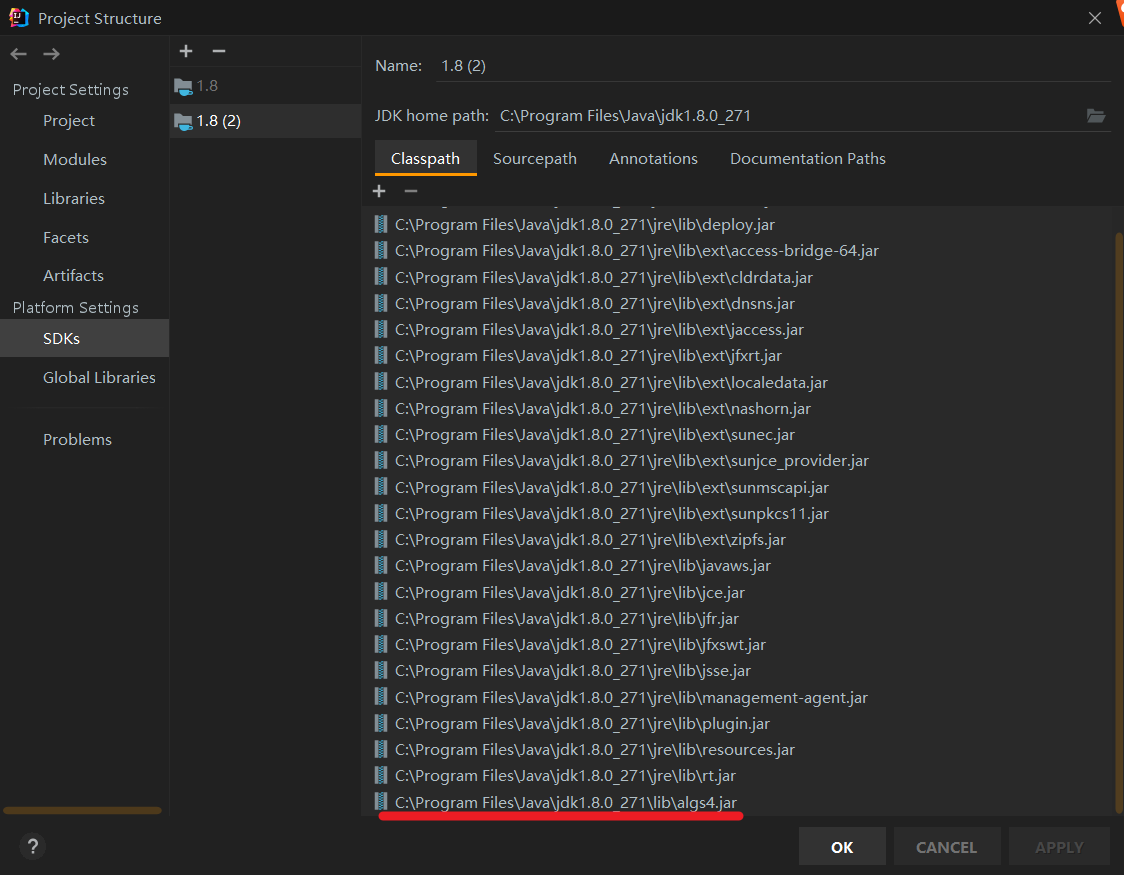 Project Structure
Project Settings
Project
Modules
Libraries
Facets
Artifacts
Platform Settings
SDKs
Global Libraries
Problems
1.8
1.8 (2)
Name: 1.8 (2)
JDK home path: C:\Program Files\Java\jdk1.8.0_271
Classpath Sourcepath Annotations Documentation Paths
C:\Program Files\Java\jdk1.8.0_271\jre\lib\deploy.jar
C:\Program Files\Java\jdk1.8.0_271\jre\lib\ext\access-bridge-64.jar
C:\Program Files\Java\jdk1.8.0_271\jre\lib\ext\cldrdata.jar
C:\Program Files\Java\jdk1.8.0_271\jre\lib\ext\dnsns.jar
C:\Program Files\Java\jdk1.8.0_271\jre\lib\ext\jaccess.jar
C:\Program Files\Java\jdk1.8.0_271\jre\lib\ext\jfxrt.jar
C:\Program Files\Java\jdk1.8.0_271\jre\lib\ext\localedata.jar
C:\Program Files\Java\jdk1.8.0_271\jre\lib\ext\nashorn.jar
C:\Program Files\Java\jdk1.8.0_271\jre\lib\ext\sunec.jar
C:\Program Files\Java\jdk1.8.0_271\jre\lib\ext\sunjce_provider.jar
C:\Program Files\Java\jdk1.8.0_271\jre\lib\ext\sunmscapi.jar
C:\Program Files\Java\jdk1.8.0_271\jre\lib\ext\sunpkcs11.jar
C:\Program Files\Java\jdk1.8.0_271\jre\lib\ext\zipfs.jar
C:\Program Files\Java\jdk1.8.0_271\jre\lib\javaws.jar
C:\Program Files\Java\jdk1.8.0_271\jre\lib\jce.jar
C:\Program Files\Java\jdk1.8.0_271\jre\lib\jfr.jar
C:\Program Files\Java\jdk1.8.0_271\jre\lib\jfxswt.jar
C:\Program Files\Java\jdk1.8.0_271\jre\lib\jsse.jar
C:\Program Files\Java\jdk1.8.0_271\jre\lib\management-agent.jar
C:\Program Files\Java\jdk1.8.0_271\jre\lib\plugin.jar
C:\Program Files\Java\jdk1.8.0_271\jre\lib\resources.jar
C:\Program Files\Java\jdk1.8.0_271\jre\lib\rt.jar
C:\Program Files\Java\jdk1.8.0_271\lib\algs4.jar
? OK CANCEL APPLY